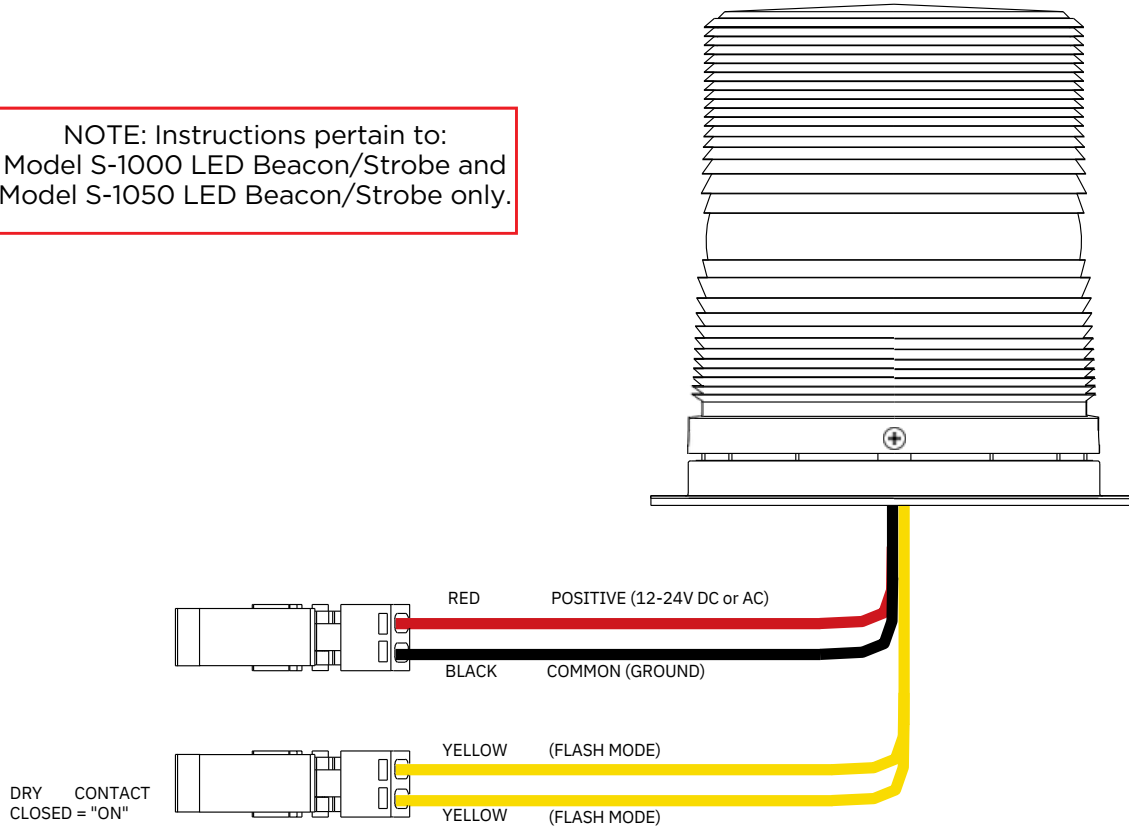 NOTE: Instructions pertain to:
Model S-1000 LED Beacon/Strobe and
Model S-1050 LED Beacon/Strobe only.
RED POSITIVE (12-24V DC or AC)
BLACK COMMON (GROUND)
YELLOW (FLASH MODE)
DRY CONTACT
CLOSED = "ON"
YELLOW (FLASH MODE)